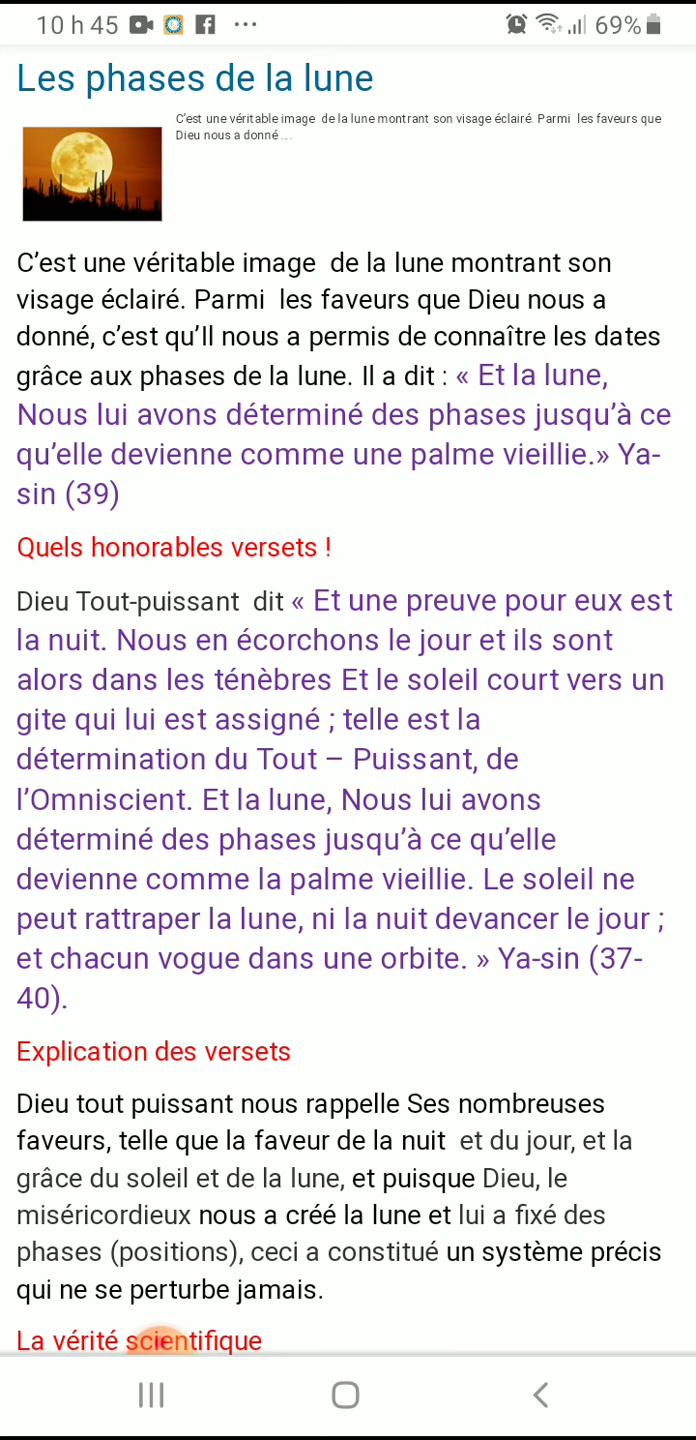 10 h 45
69%
Les phases de la lune
C’est une véritable image  de la lune montrant son visage éclairé. Parmi  les faveurs que
Dieu nous a donné ...
C’est une véritable image  de la lune montrant son
visage éclairé. Parmi  les faveurs que Dieu nous a
donné, c’est qu’Il nous a permis de connaître les dates
grâce aux phases de la lune. Il a dit : « Et la lune,
Nous lui avons déterminé des phases jusqu’à ce
qu’elle devienne comme une palme vieillie.» Ya-
sin (39)
Quels honorables versets !
Dieu Tout-puissant  dit « Et une preuve pour eux est
la nuit. Nous en écorchons le jour et ils sont
alors dans les ténèbres Et le soleil court vers un
gite qui lui est assigné ; telle est la
détermination du Tout – Puissant, de
l’Omniscient. Et la lune, Nous lui avons
déterminé des phases jusqu’à ce qu’elle
devienne comme la palme vieillie. Le soleil ne
peut rattraper la lune, ni la nuit devancer le jour ;
et chacun vogue dans une orbite. » Ya-sin (37-
40).
Explication des versets
Dieu tout puissant nous rappelle Ses nombreuses
faveurs, telle que la faveur de la nuit  et du jour, et la
grâce du soleil et de la lune, et puisque Dieu, le
miséricordieux nous a créé la lune et lui a fixé des
phases (positions), ceci a constitué un système précis
qui ne se perturbe jamais.
La vérité scientifique